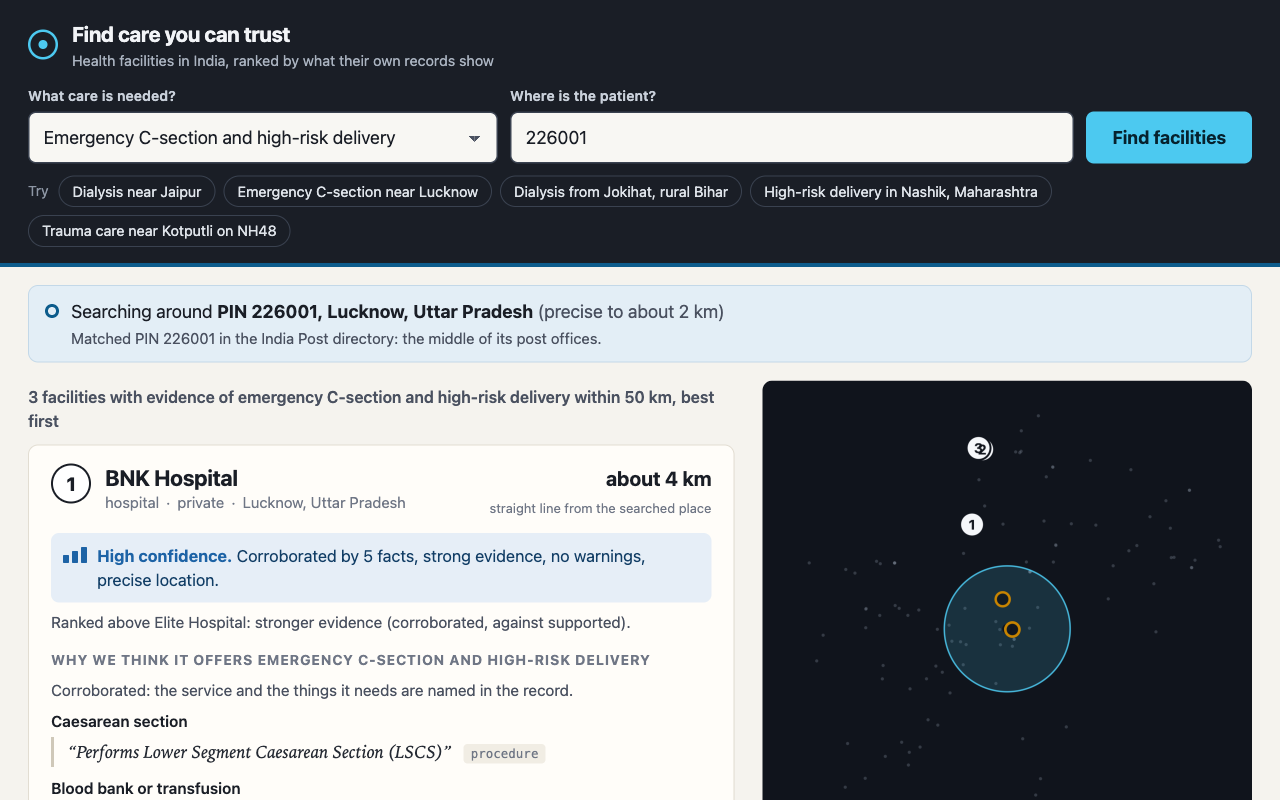 Find care you can trust
Health facilities in India, ranked by what their own records show
What care is needed?
Where is the patient?
Emergency C-section and high-risk delivery
226001
Find facilities
Try
Dialysis near Jaipur
Emergency C-section near Lucknow
Dialysis from Jokihat, rural Bihar
High-risk delivery in Nashik, Maharashtra
Trauma care near Kotputli on NH48
Searching around PIN 226001, Lucknow, Uttar Pradesh (precise to about 2 km)
Matched PIN 226001 in the India Post directory: the middle of its post offices.
3 facilities with evidence of emergency C-section and high-risk delivery within 50 km, best
first
1
BNK Hospital
about 4 km
hospital · private · Lucknow, Uttar Pradesh
straight line from the searched place
High confidence. Corroborated by 5 facts, strong evidence, no warnings,
precise location.
Ranked above Elite Hospital: stronger evidence (corroborated, against supported).
WHY WE THINK IT OFFERS EMERGENCY C-SECTION AND HIGH-RISK DELIVERY
Corroborated: the service and the things it needs are named in the record.
Caesarean section
“Performs Lower Segment Caesarean Section (LSCS)” procedure
Blood bank or transfusion
3
2
1